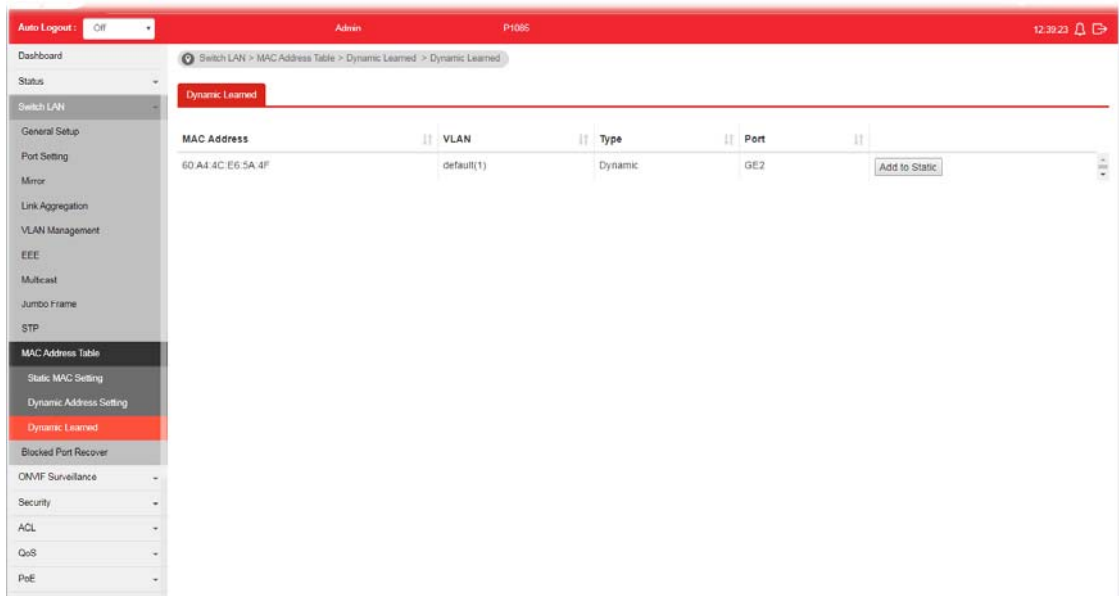 Auto Logout : Off Admin P1085 12:39:23
Dashboard
Status
Switch LAN
General Setup
Port Setting
Mirror
Link Aggregation
VLAN Management
EEE
Multicast
Jumbo Frame
STP
MAC Address Table
Static MAC Setting
Dynamic Address Setting
Dynamic Learned
Blocked Port Recover
ONVIF Surveillance
Security
ACL
QoS
PoE
Switch LAN > MAC Address Table > Dynamic Learned > Dynamic Learned
Dynamic Learned
MAC Address VLAN Type Port
60:A4:4C:E6:5A:4F default(1) Dynamic GE2 Add to Static